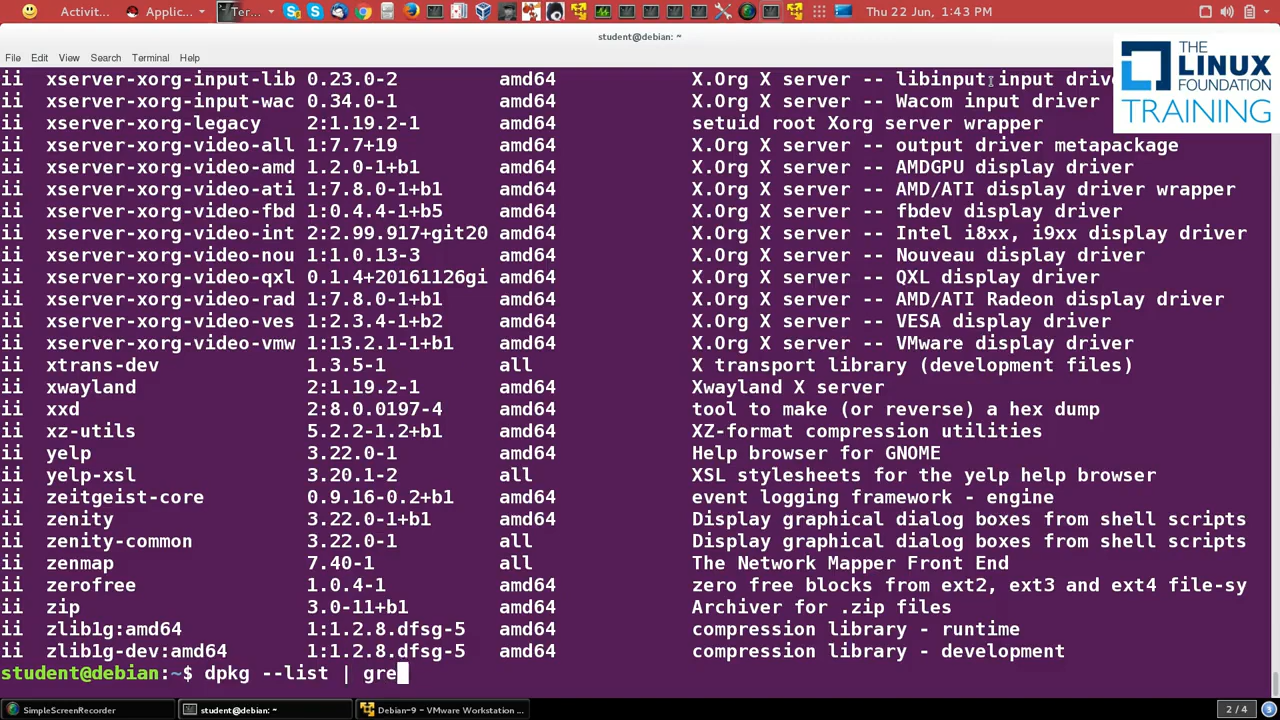 Activit... Applic... Ter... Thu 22 Jun, 1:43 PM
student@debian: ~
File Edit View Search Terminal Help
THE
LINUX
FOUNDATION
TRAINING
ii xserver-xorg-input-lib 0.23.0-2 amd64 X.Org X server -- libinput input drive
ii xserver-xorg-input-wac 0.34.0-1 amd64 X.Org X server -- Wacom input driver
ii xserver-xorg-legacy 2:1.19.2-1 amd64 setuid root Xorg server wrapper
ii xserver-xorg-video-all 1:7.7+19 amd64 X.Org X server -- output driver metapackage
ii xserver-xorg-video-amd 1.2.0-1+b1 amd64 X.Org X server -- AMDGPU display driver
ii xserver-xorg-video-ati 1:7.8.0-1+b1 amd64 X.Org X server -- AMD/ATI display driver wrapper
ii xserver-xorg-video-fbd 1:0.4.4-1+b5 amd64 X.Org X server -- fbdev display driver
ii xserver-xorg-video-int 2:2.99.917+git20 amd64 X.Org X server -- Intel i8xx, i9xx display driver
ii xserver-xorg-video-nou 1:1.0.13-3 amd64 X.Org X server -- Nouveau display driver
ii xserver-xorg-video-qxl 0.1.4+20161126gi amd64 X.Org X server -- QXL display driver
ii xserver-xorg-video-rad 1:7.8.0-1+b1 amd64 X.Org X server -- AMD/ATI Radeon display driver
ii xserver-xorg-video-ves 1:2.3.4-1+b2 amd64 X.Org X server -- VESA display driver
ii xserver-xorg-video-vmw 1:13.2.1-1+b1 amd64 X.Org X server -- VMware display driver
ii xtrans-dev 1.3.5-1 all X transport library (development files)
ii xwayland 2:1.19.2-1 amd64 Xwayland X server
ii xxd 2:8.0.0197-4 amd64 tool to make (or reverse) a hex dump
ii xz-utils 5.2.2-1.2+b1 amd64 XZ-format compression utilities
ii yelp 3.22.0-1 amd64 Help browser for GNOME
ii yelp-xsl 3.20.1-2 all XSL stylesheets for the yelp help browser
ii zeitgeist-core 0.9.16-0.2+b1 amd64 event logging framework - engine
ii zenity 3.22.0-1+b1 amd64 Display graphical dialog boxes from shell scripts
ii zenity-common 3.22.0-1 all Display graphical dialog boxes from shell scripts
ii zenmap 7.40-1 all The Network Mapper Front End
ii zerofree 1.0.4-1 amd64 zero free blocks from ext2, ext3 and ext4 file-sy
ii zip 3.0-11+b1 amd64 Archiver for .zip files
ii zlib1g:amd64 1:1.2.8.dfsg-5 amd64 compression library - runtime
ii zlib1g-dev:amd64 1:1.2.8.dfsg-5 amd64 compression library - development
student@debian:~$ dpkg --list | gre
SimpleScreenRecorder student@debian: ~ Debian-9 - VMware Workstation ... 2 / 4 3